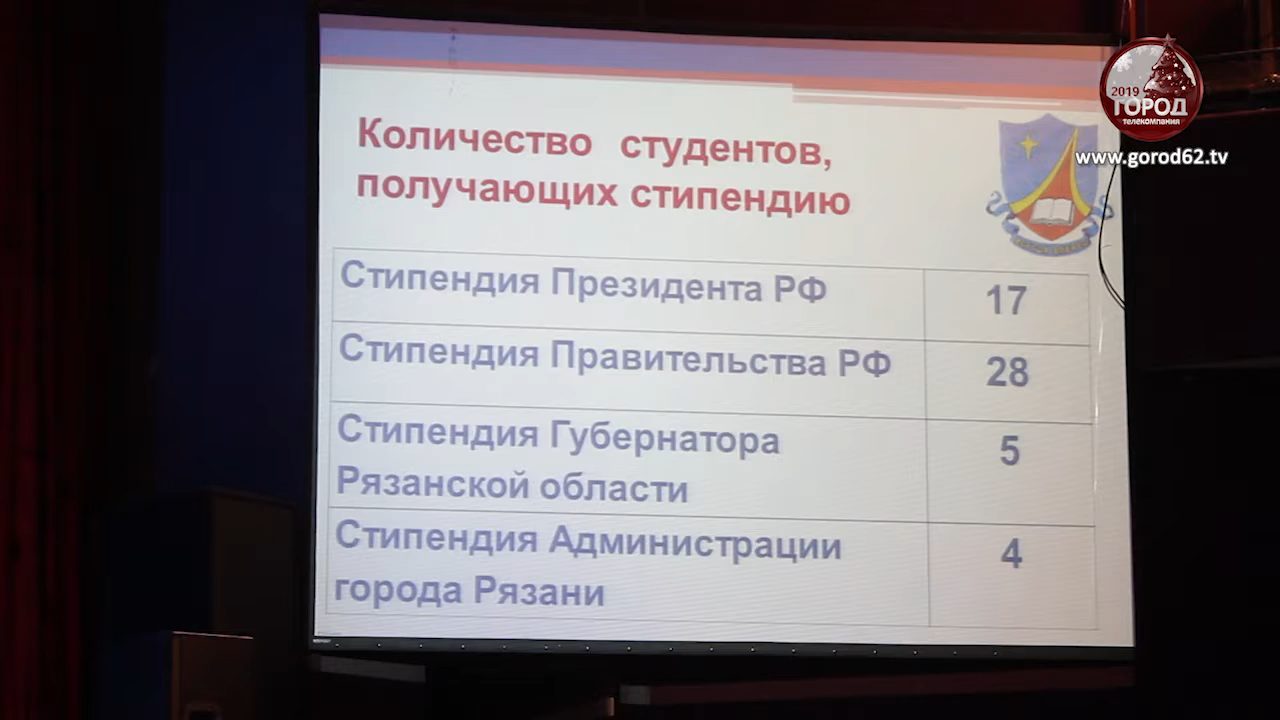 2019
ГОРОД
телекомпания
www.gorod62.tv
Количество студентов,
получающих стипендию
Стипендия Президента РФ 17
Стипендия Правительства РФ 28
Стипендия Губернатора
Рязанской области 5
Стипендия Администрации
города Рязани 4